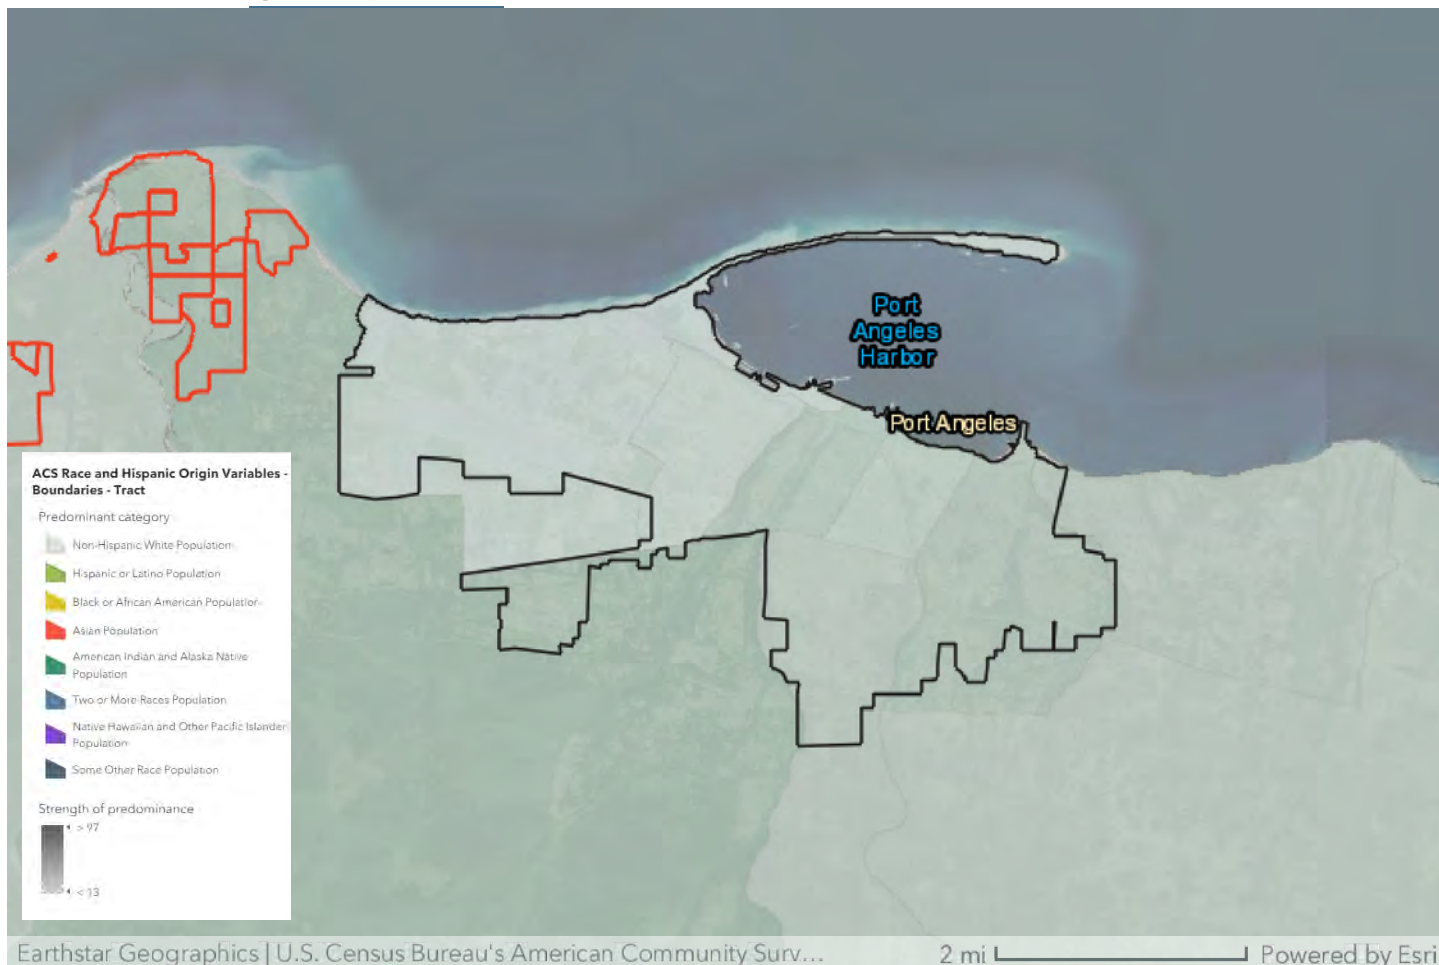 Port
Angeles
Harbor
Port Angeles
ACS Race and Hispanic Origin Variables -
Boundaries - Tract
Predominant category
Non-Hispanic White Population
Hispanic or Latino Population
Black or African American Population
Asian Population
American Indian and Alaska Native
Population
Two or More Races Population
Native Hawaiian and Other Pacific Islander
Population
Some Other Race Population
Strength of predominance
> 97
< 13
Earthstar Geographics | U.S. Census Bureau's American Community Surv...
2 mi
Powered by Esri